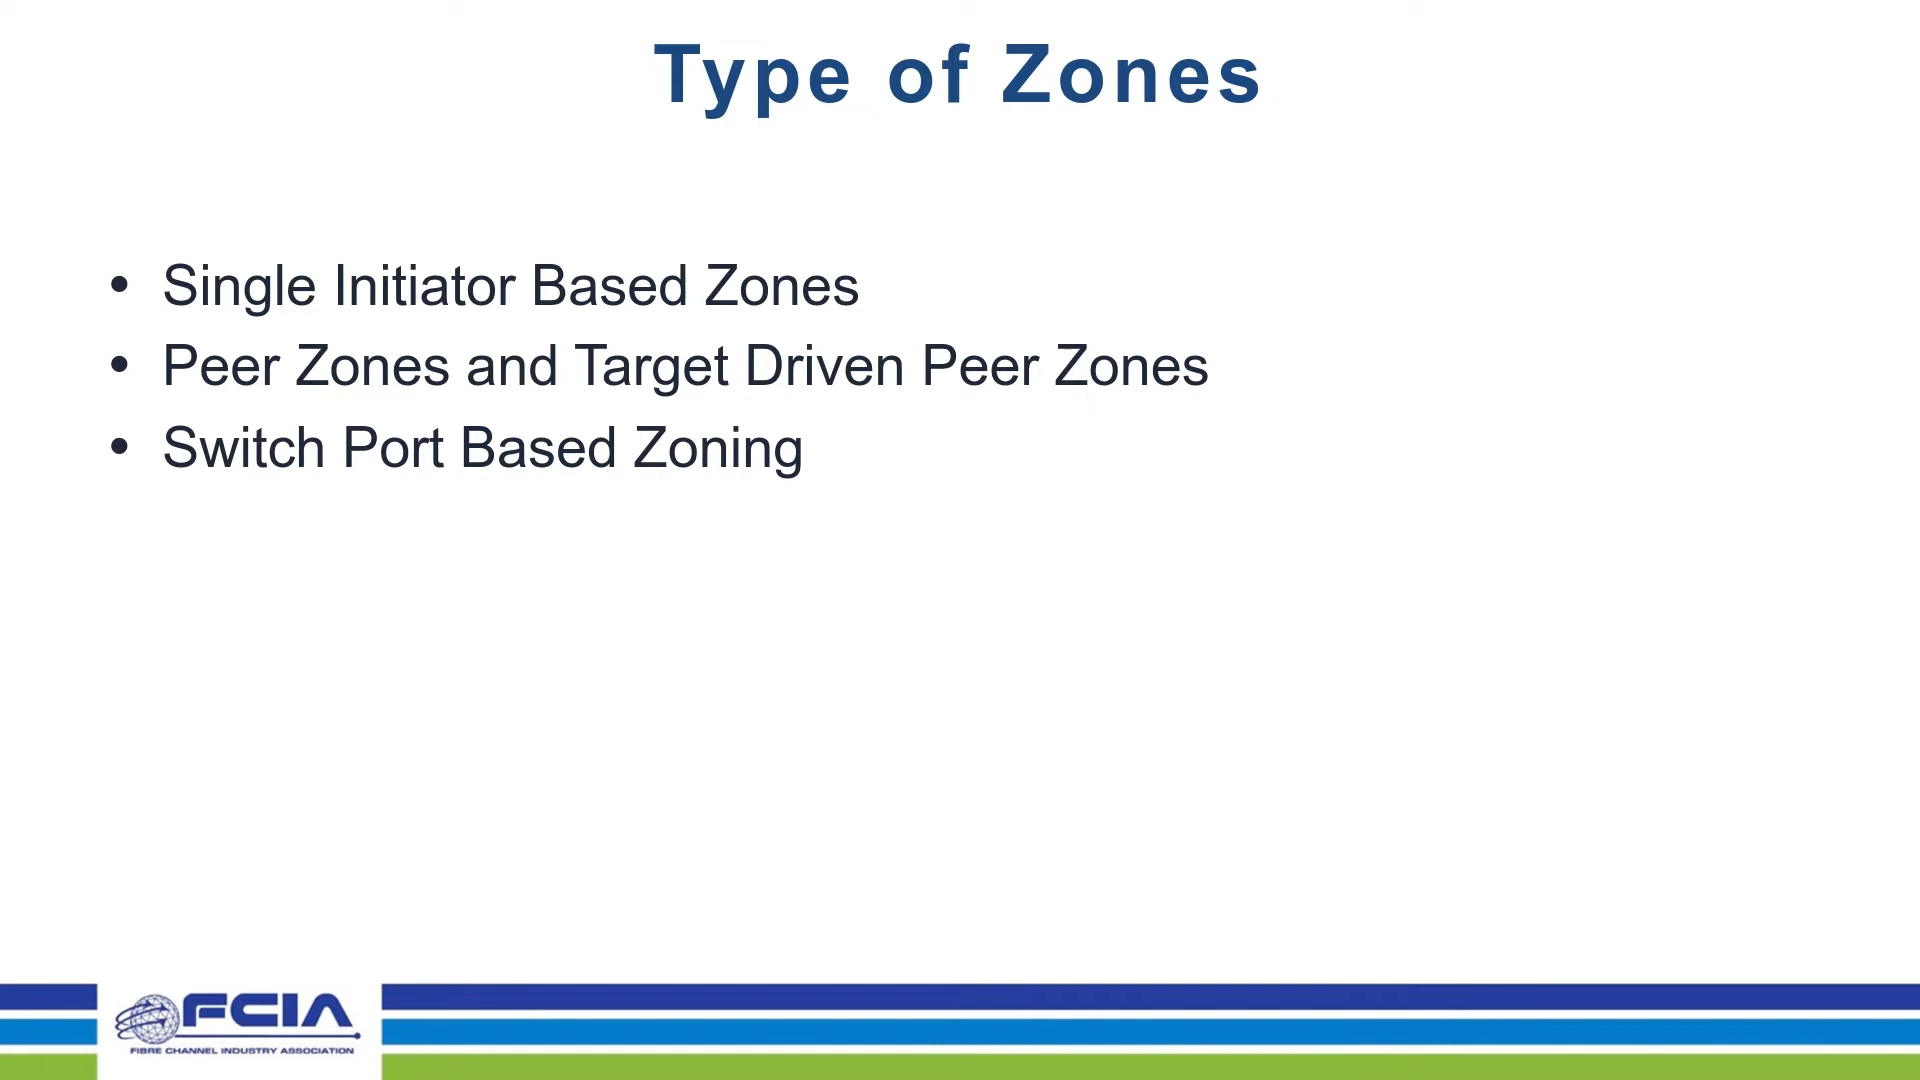 Type of Zones
• Single Initiator Based Zones
• Peer Zones and Target Driven Peer Zones
• Switch Port Based Zoning
FCIA
FIBRE CHANNEL INDUSTRY ASSOCIATION